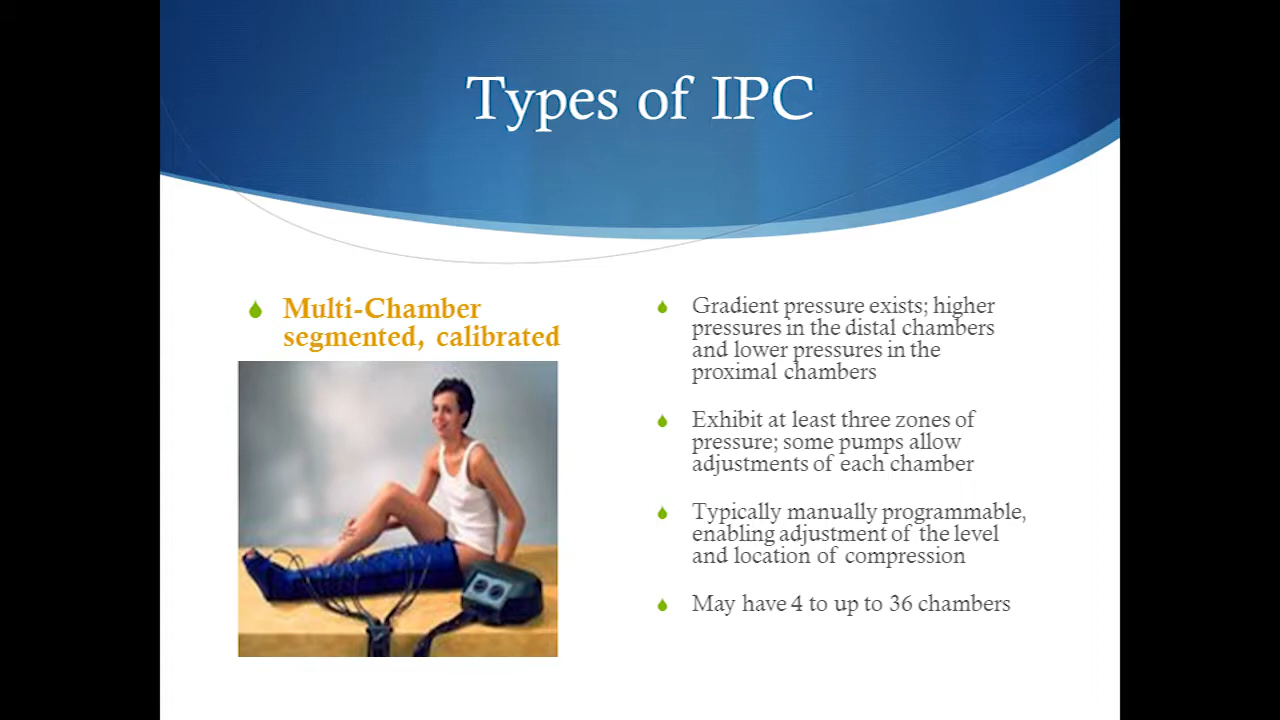 Types of IPC
Multi-Chamber
segmented, calibrated
Gradient pressure exists; higher
pressures in the distal chambers
and lower pressures in the
proximal chambers
Exhibit at least three zones of
pressure; some pumps allow
adjustments of each chamber
Typically manually programmable,
enabling adjustment of the level
and location of compression
May have 4 to up to 36 chambers